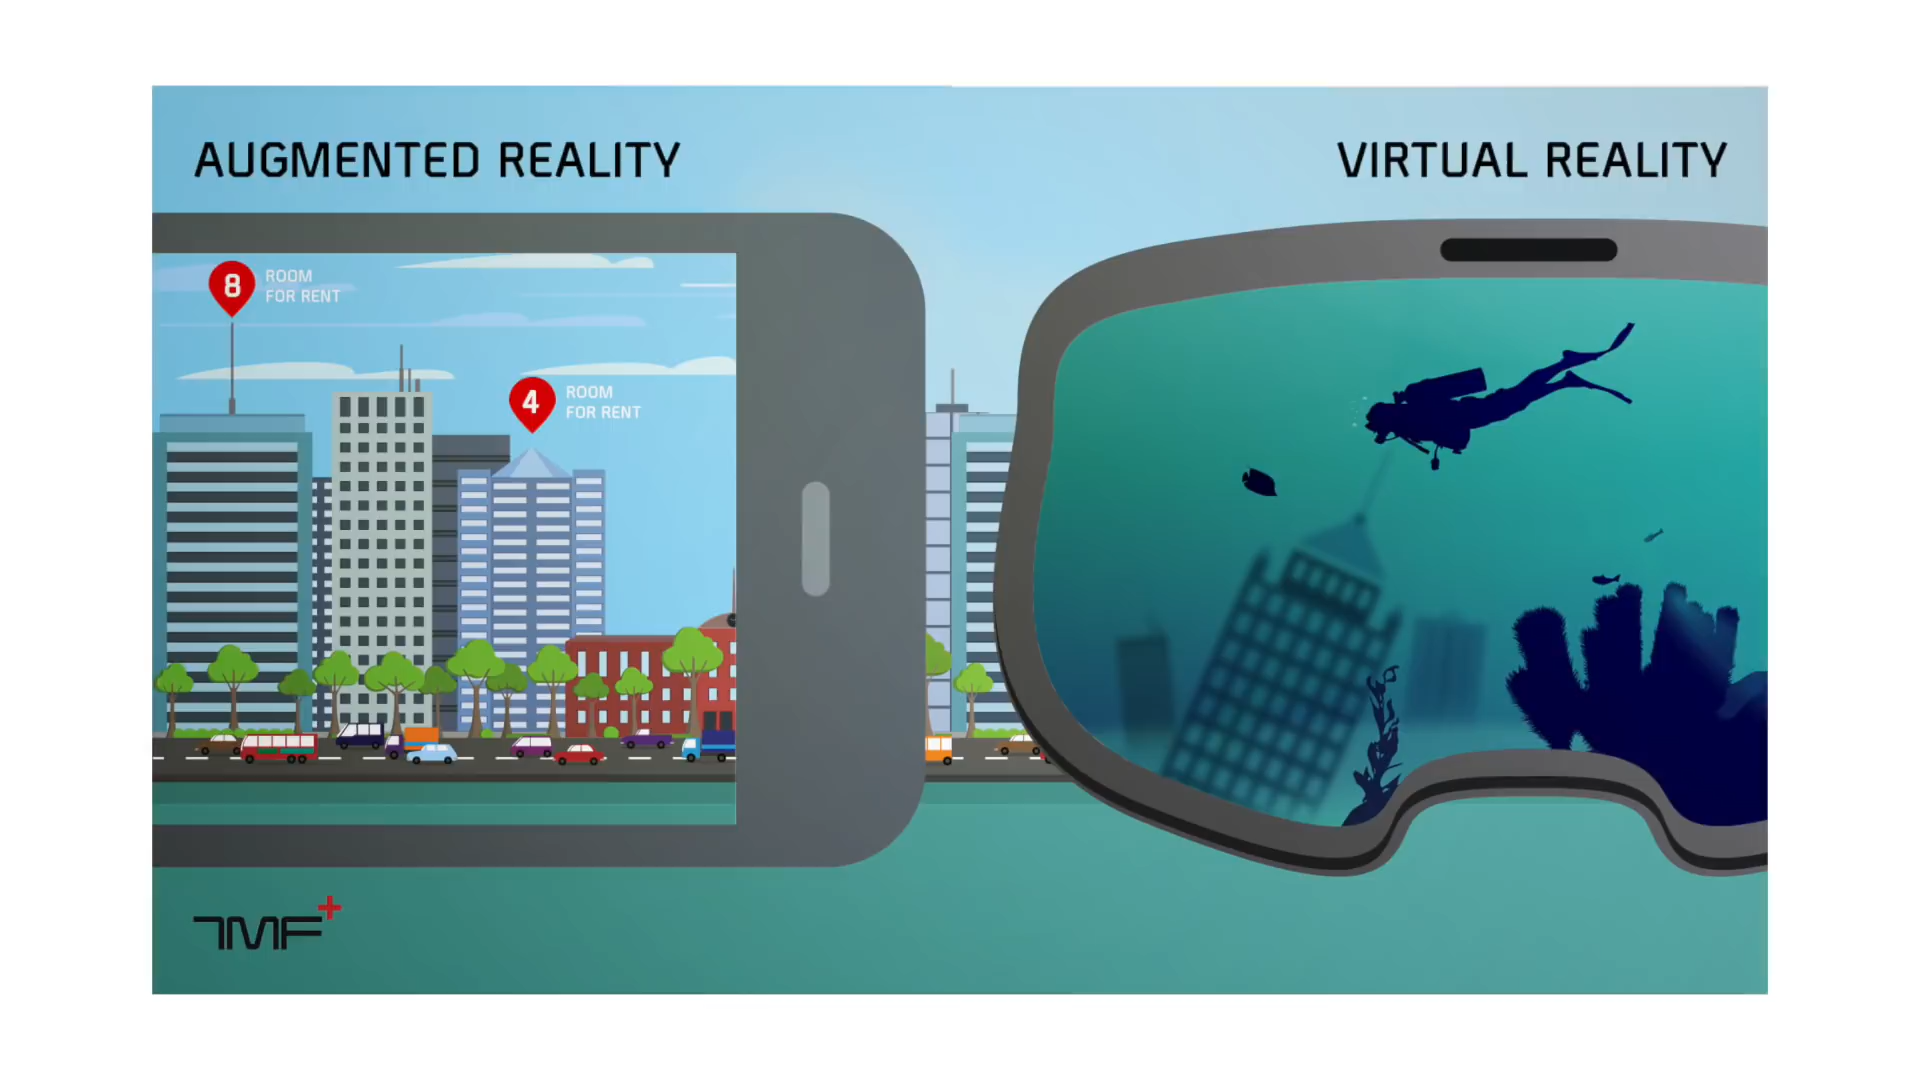 AUGMENTED REALITY
VIRTUAL REALITY
8
ROOM
FOR RENT
4
ROOM
FOR RENT
TMF+